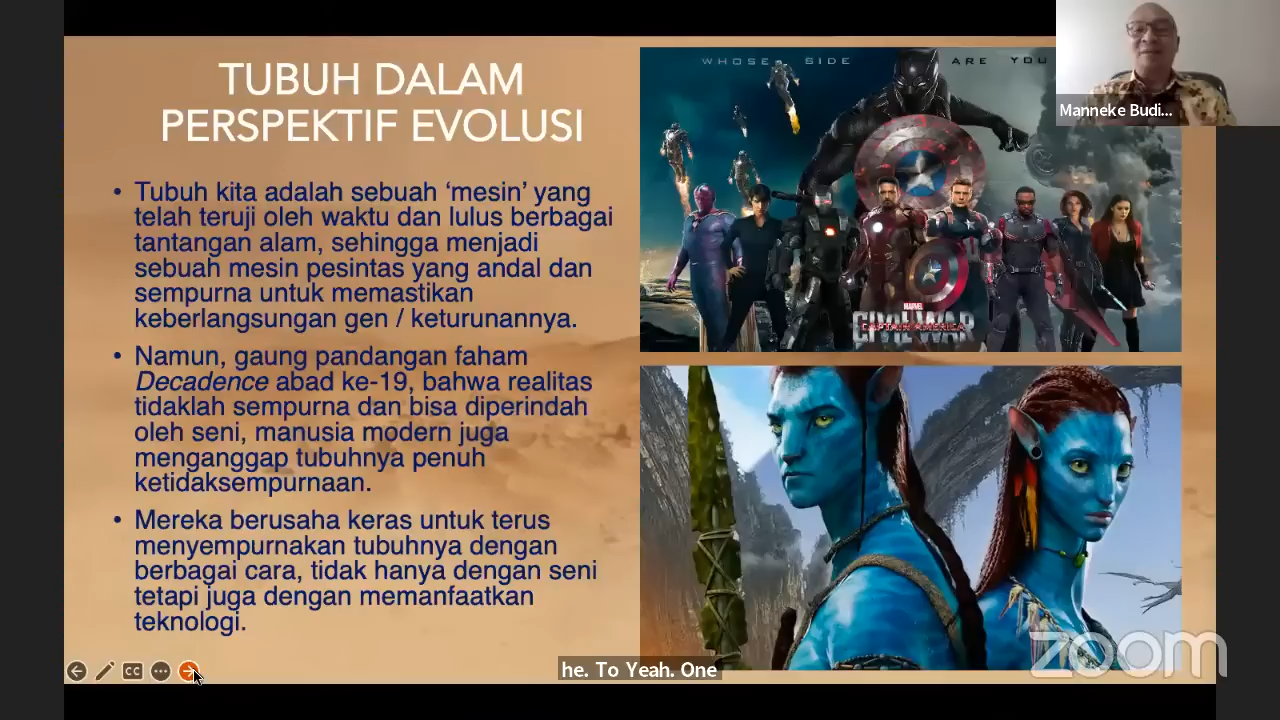 TUBUH DALAM
PERSPEKTIF EVOLUSI
• Tubuh kita adalah sebuah ‘mesin’ yang
telah teruji oleh waktu dan lulus berbagai
tantangan alam, sehingga menjadi
sebuah mesin pesintas yang andal dan
sempurna untuk memastikan
keberlangsungan gen / keturunannya.
• Namun, gaung pandangan faham
Decadence abad ke-19, bahwa realitas
tidaklah sempurna dan bisa diperindah
oleh seni, manusia modern juga
menganggap tubuhnya penuh
ketidaksempurnaan.
• Mereka berusaha keras untuk terus
menyempurnakan tubuhnya dengan
berbagai cara, tidak hanya dengan seni
tetapi juga dengan memanfaatkan
teknologi.
WHOSE SIDE ARE YOU
MARVEL
CAPTAIN AMERICA
CIVIL WAR
Manneke Budi...
CC
he. To Yeah. One
zoom